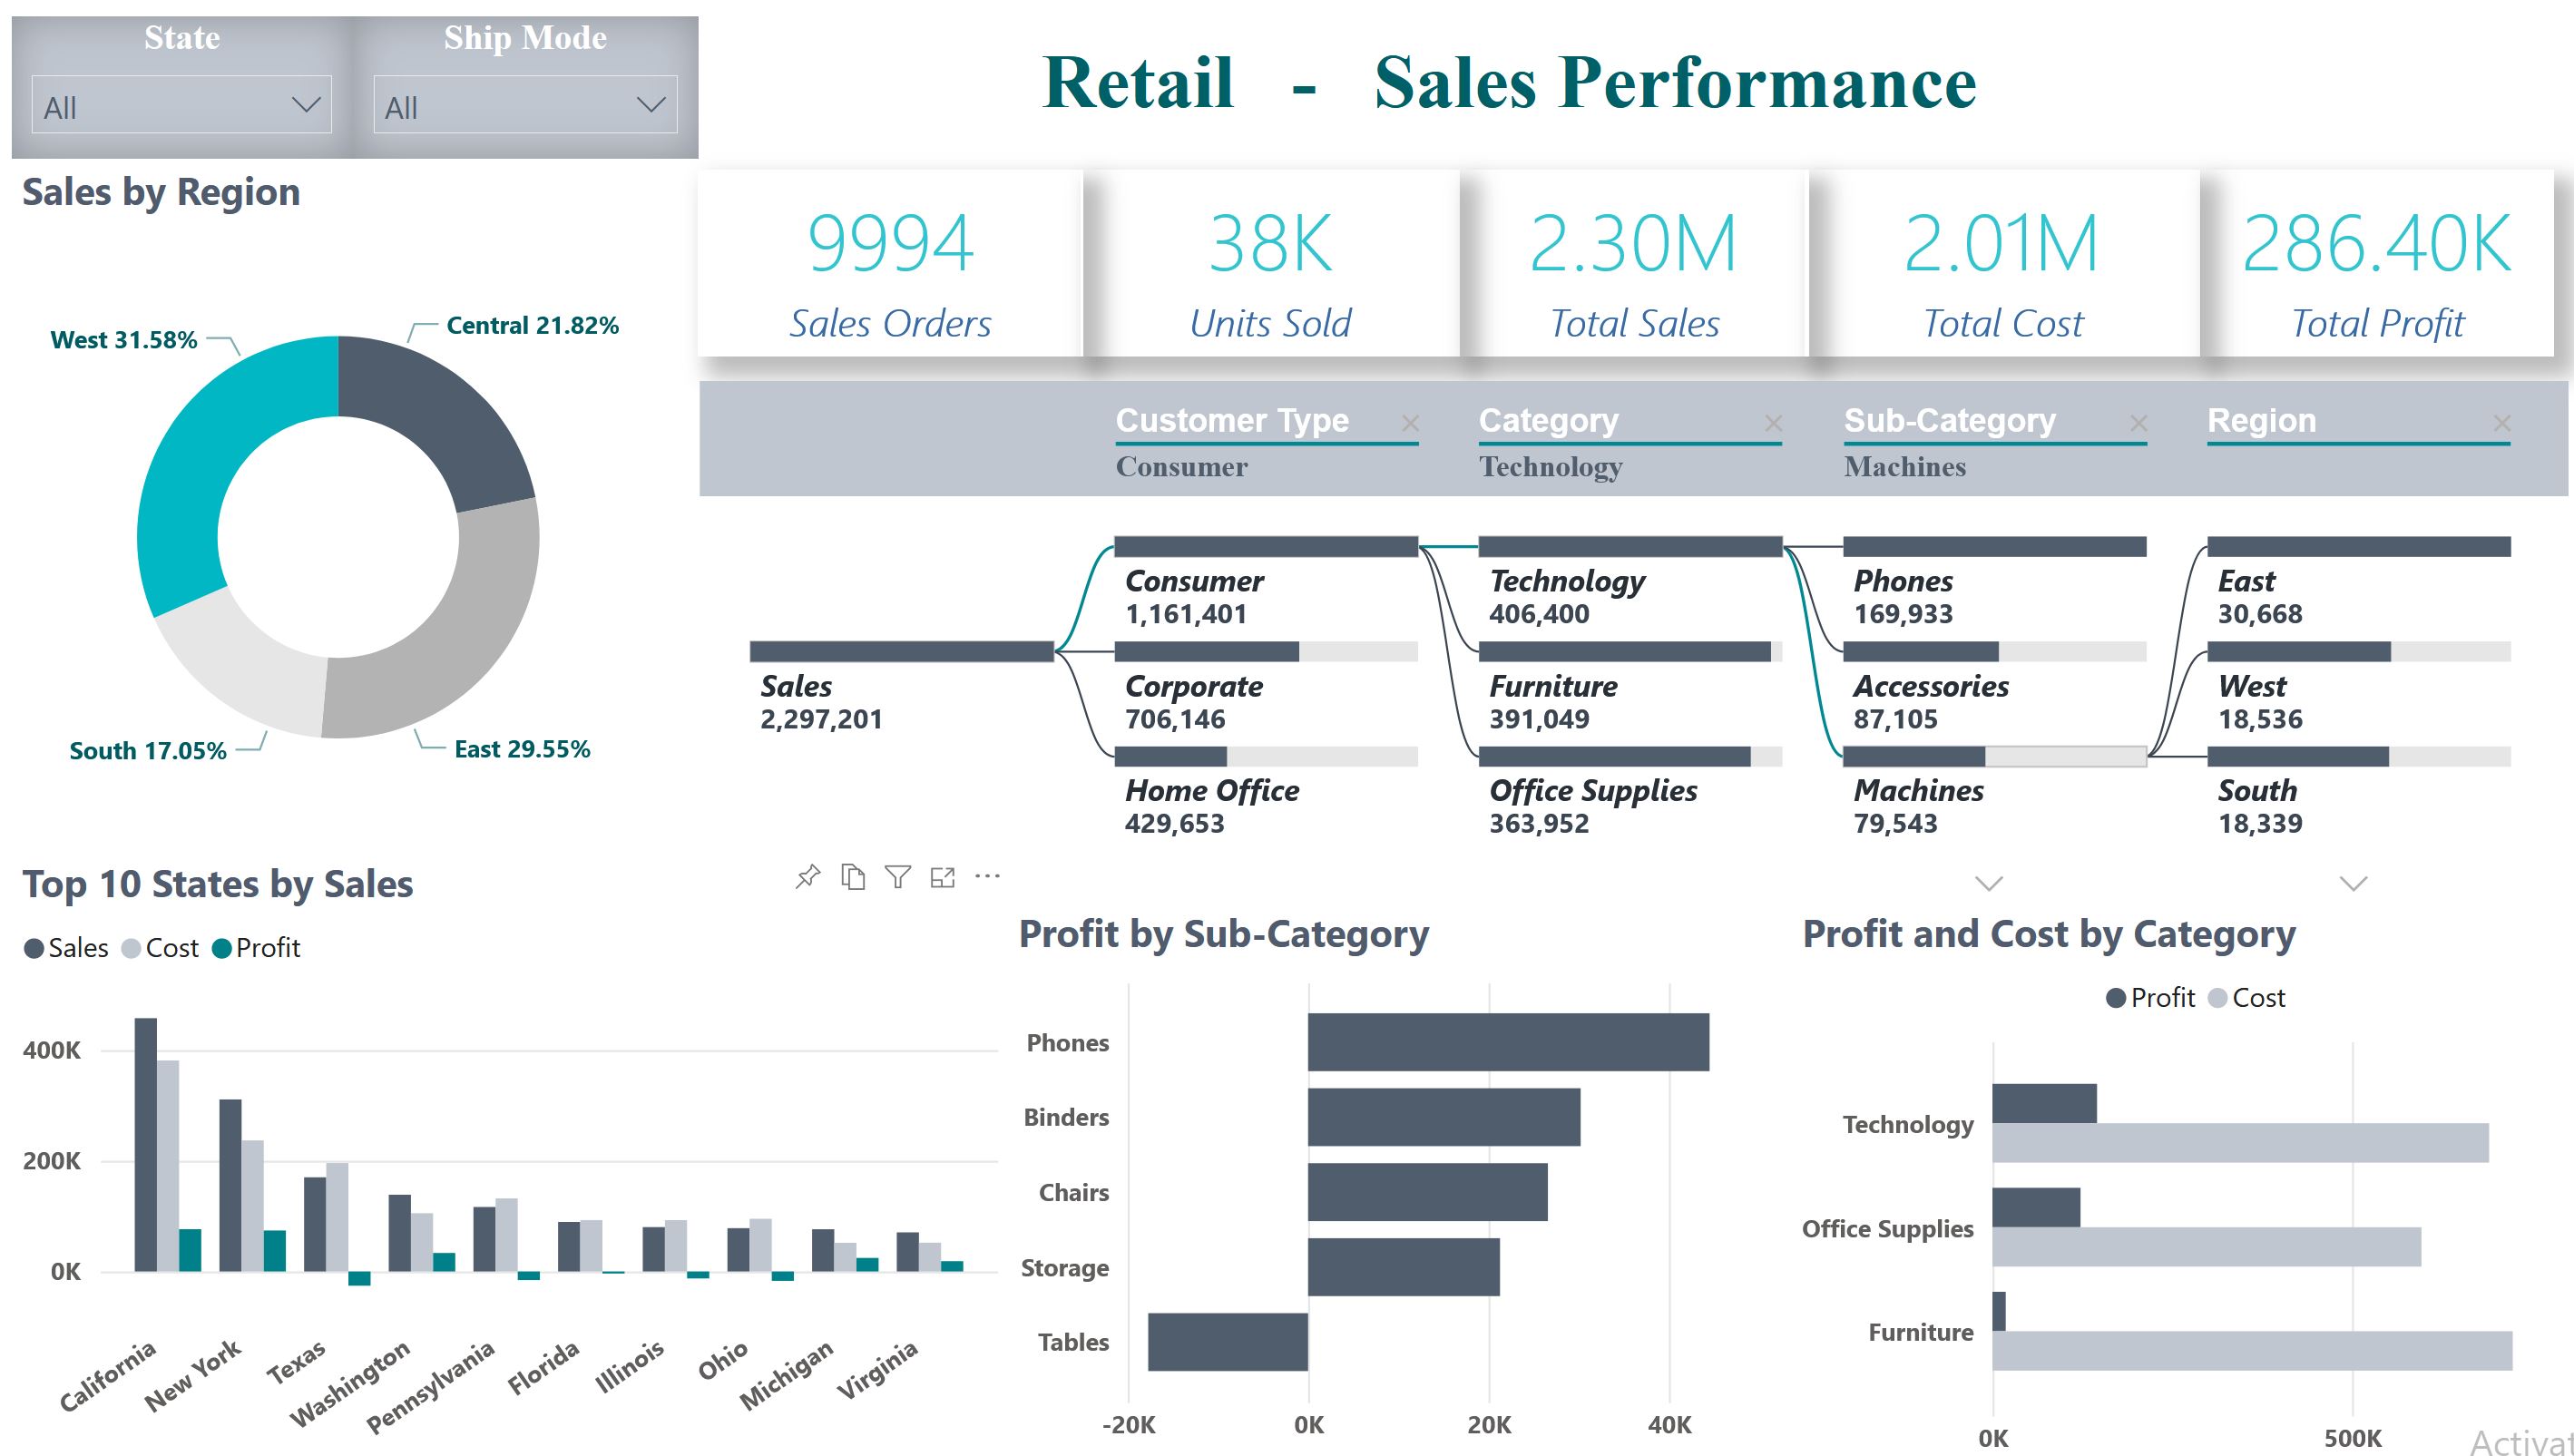 State
Ship Mode
All
All
Retail - Sales Performance
Sales by Region
West 31.58%
Central 21.82%
South 17.05%
East 29.55%
9994
Sales Orders
38K
Units Sold
2.30M
Total Sales
2.01M
Total Cost
286.40K
Total Profit
Customer Type
Consumer
Category
Technology
Sub-Category
Machines
Region
Sales
2,297,201
Consumer
1,161,401
Corporate
706,146
Home Office
429,653
Technology
406,400
Furniture
391,049
Office Supplies
363,952
Phones
169,933
Accessories
87,105
Machines
79,543
East
30,668
West
18,536
South
18,339
Top 10 States by Sales
Sales Cost Profit
400K
200K
0K
California
New York
Texas
Washington
Pennsylvania
Florida
Illinois
Ohio
Michigan
Virginia
Profit by Sub-Category
Phones
Binders
Chairs
Storage
Tables
-20K 0K 20K 40K
Profit and Cost by Category
Profit Cost
Technology
Office Supplies
Furniture
0K 500K
Activat